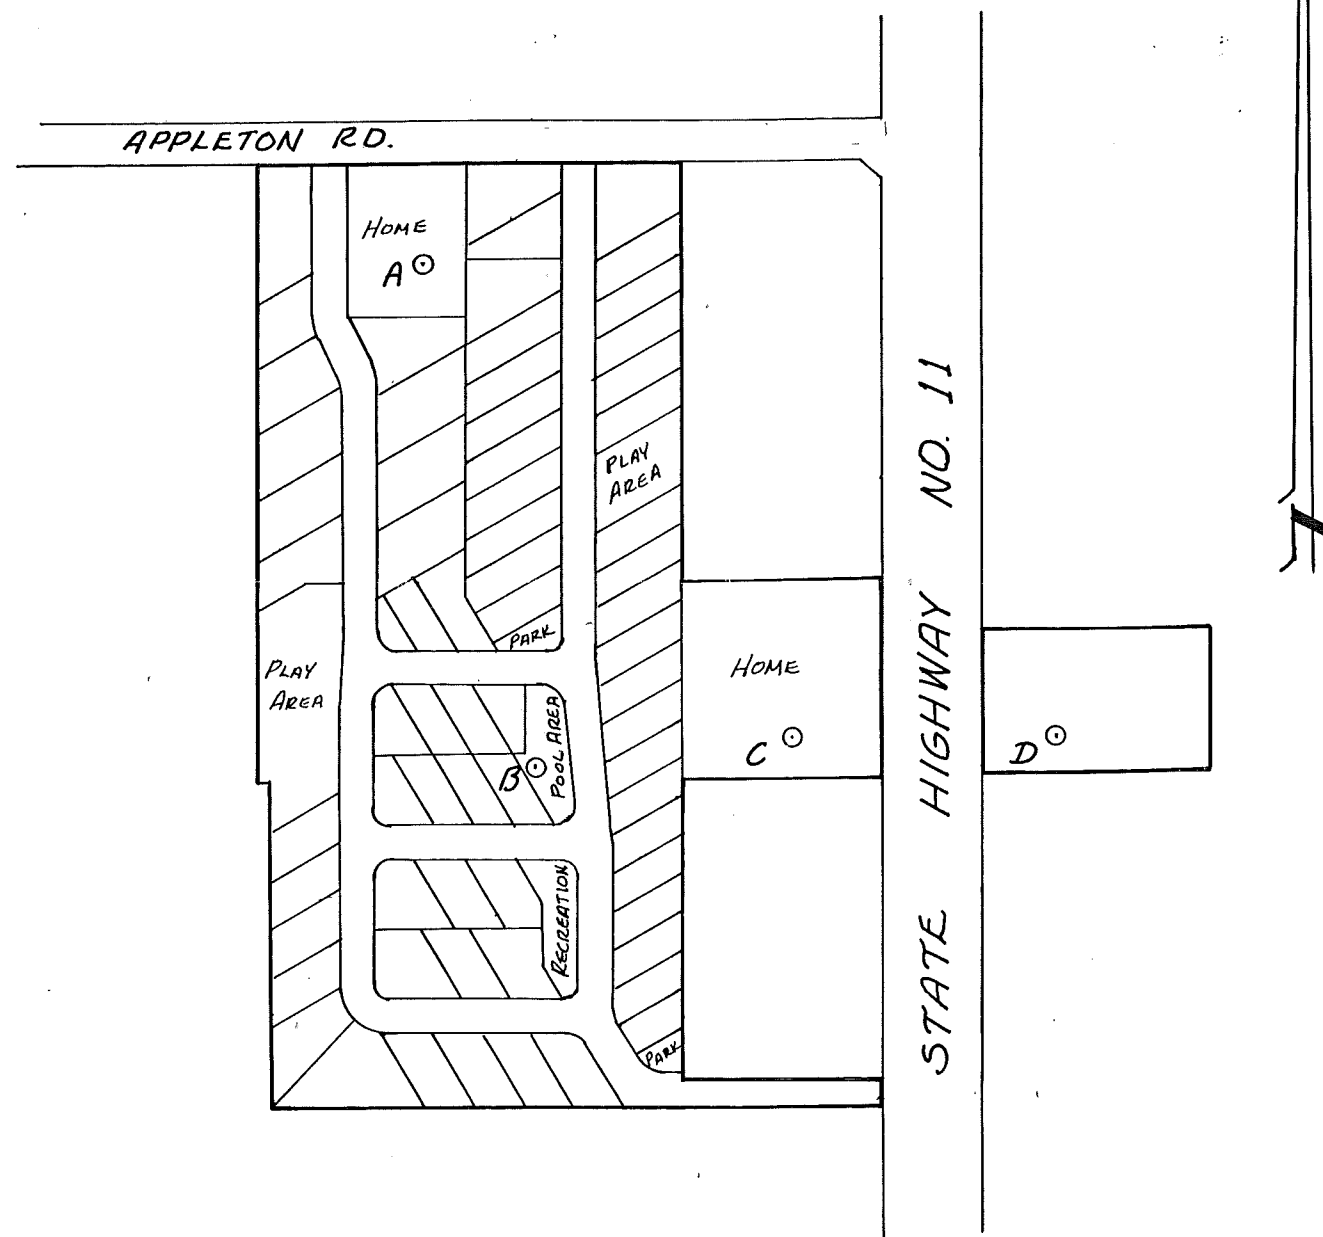 APPLETON RD.
HOME
A
PLAY
AREA
STATE HIGHWAY NO. 11
PARK
PLAY
AREA
HOME
C
D
POOL AREA
B
RECREATION
PARK